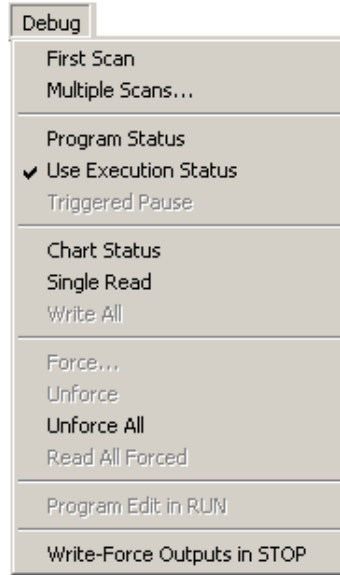 Debug
First Scan
Multiple Scans...
Program Status
Use Execution Status
Triggered Pause
Chart Status
Single Read
Write All
Force...
Unforce
Unforce All
Read All Forced
Program Edit in RUN
Write-Force Outputs in STOP